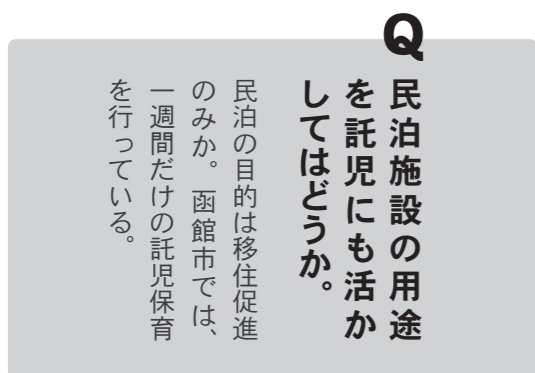 Q
民泊施設の用途
を託児にも活か
してはどうか。
民泊の目的は移住促進
のみか。函館市では、
一週間だけの託児保育
を行っている。